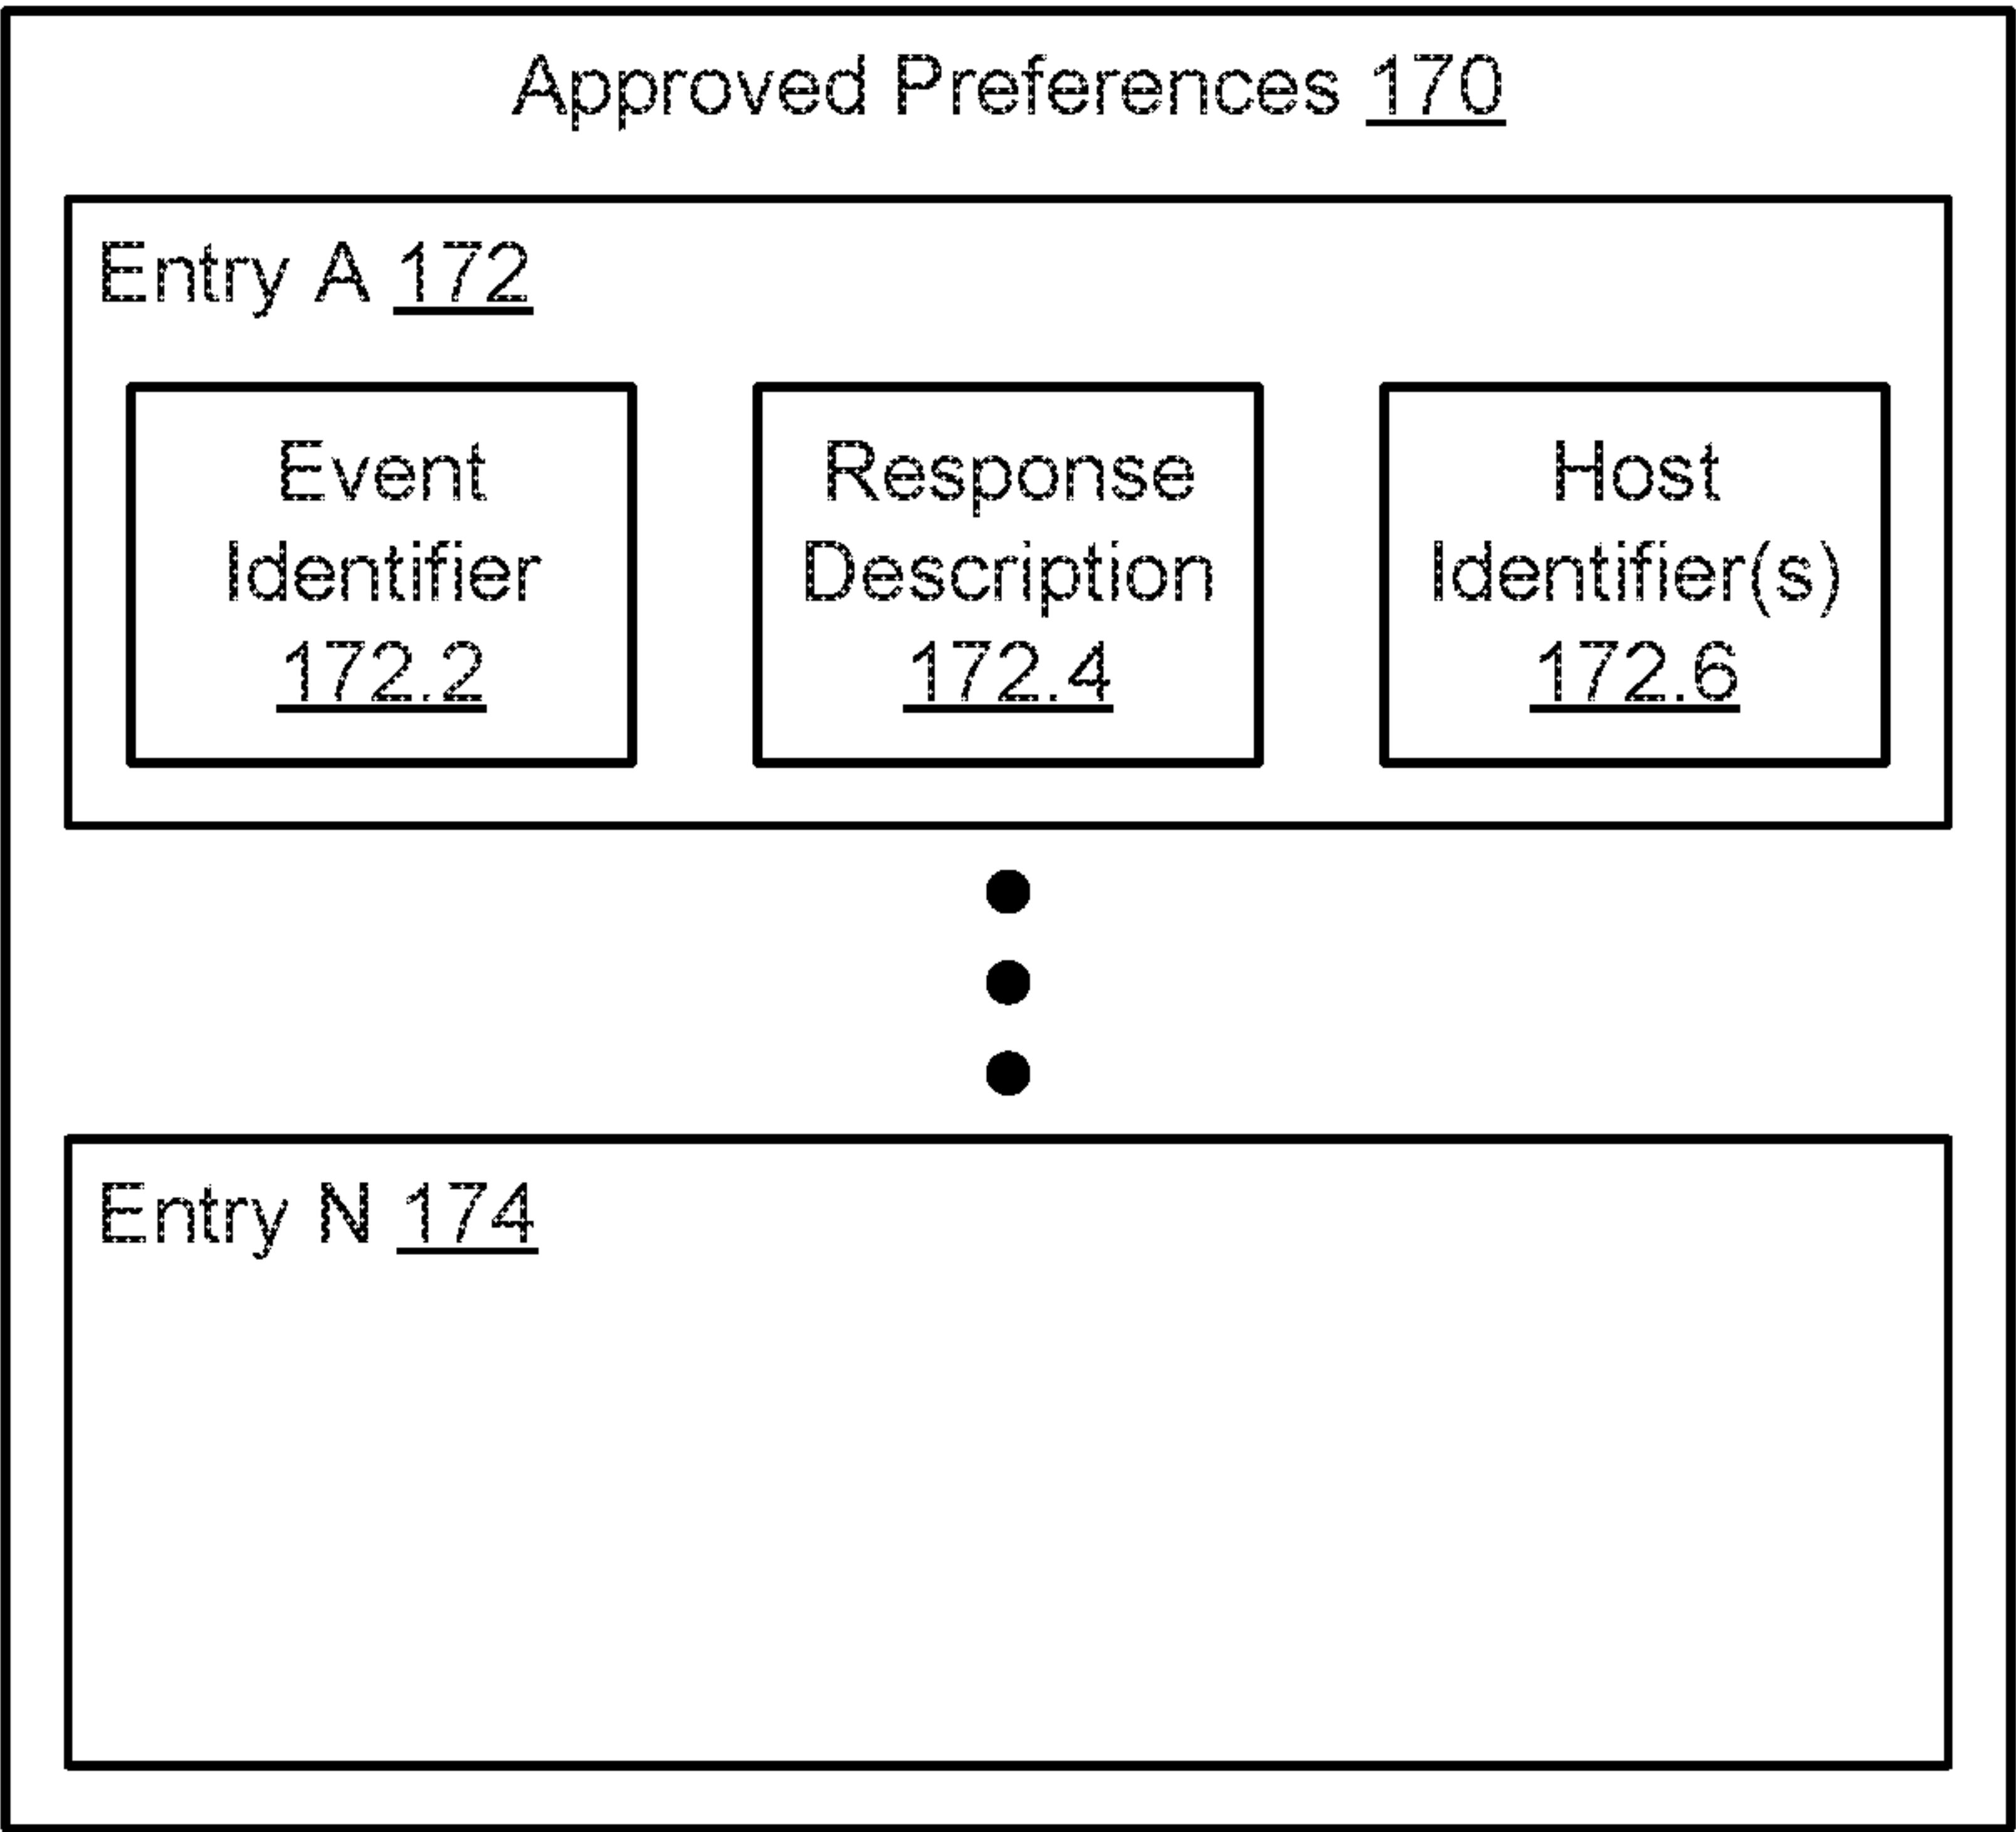 Approved Preferences 170
Entry A 172
Event
Identifier
172.2
Response
Description
172.4
Host
Identifier(s)
172.6
Entry N 174